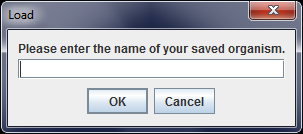 Load
Please enter the name of your saved organism.
OK Cancel